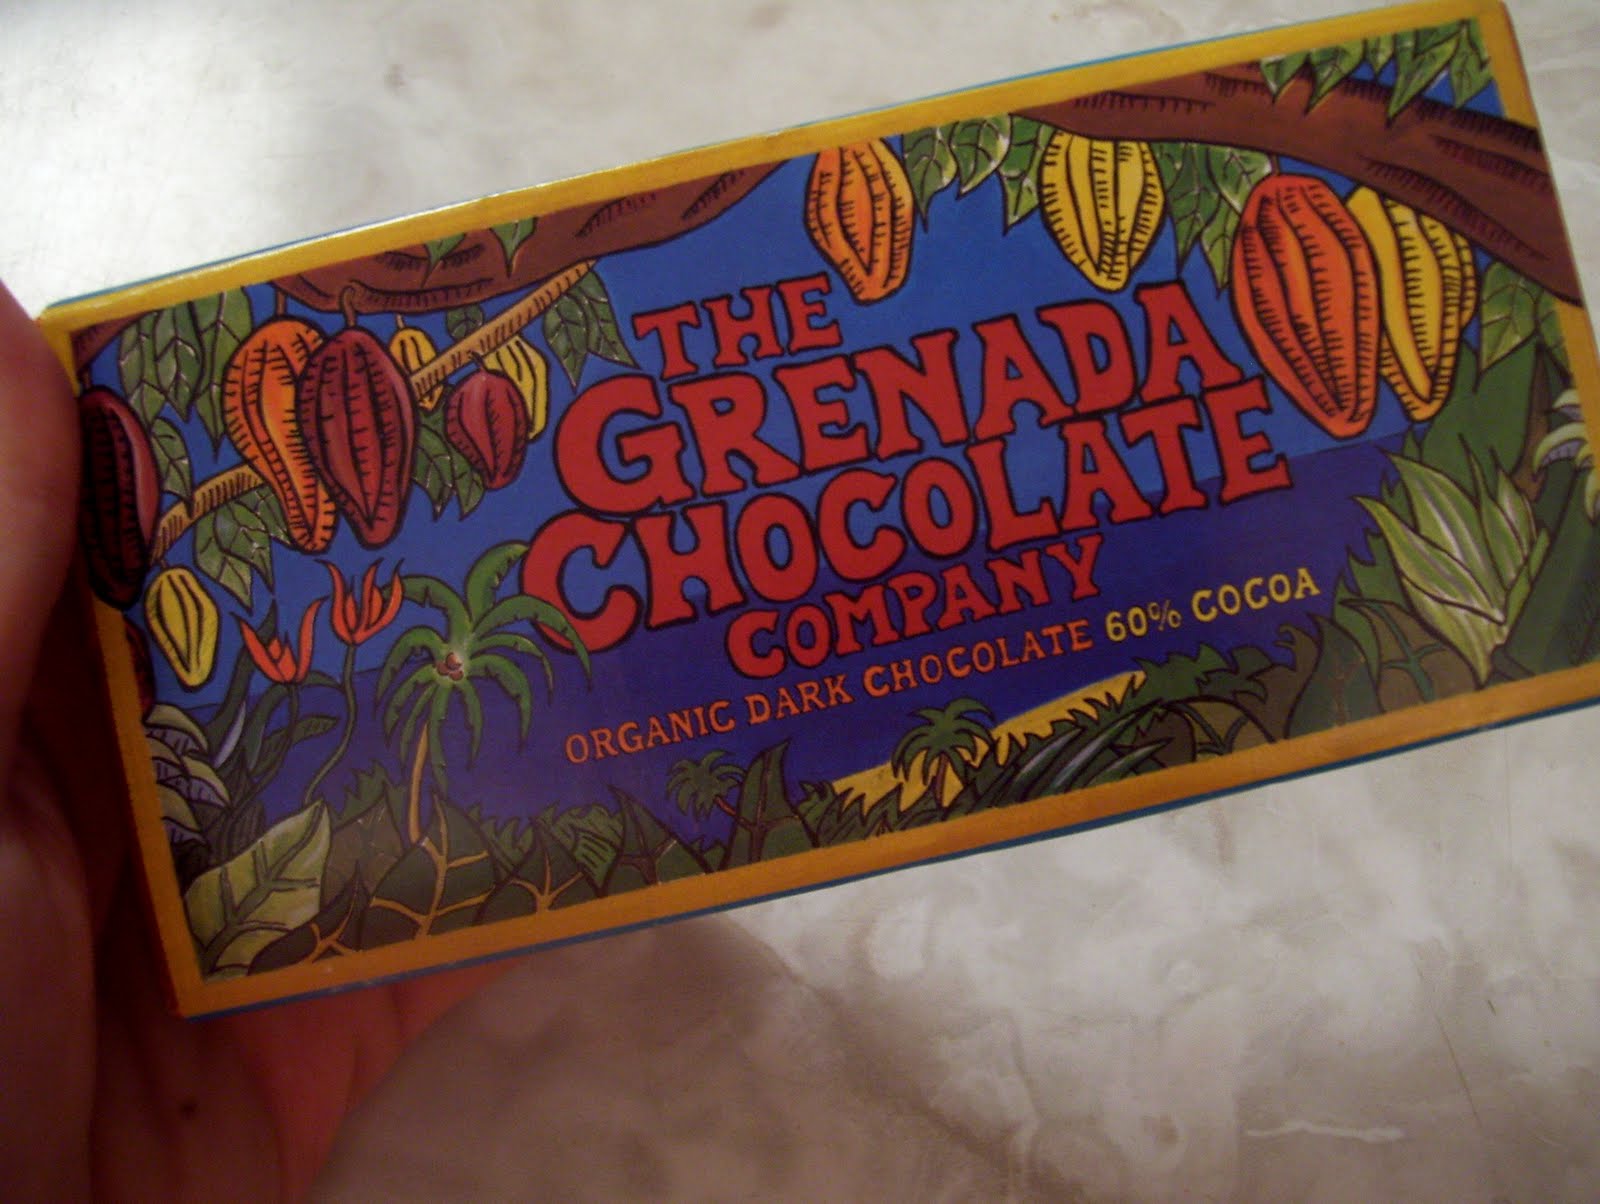 THE
GRENADA
CHOCOLATE
COMPANY
ORGANIC DARK CHOCOLATE 60% COCOA